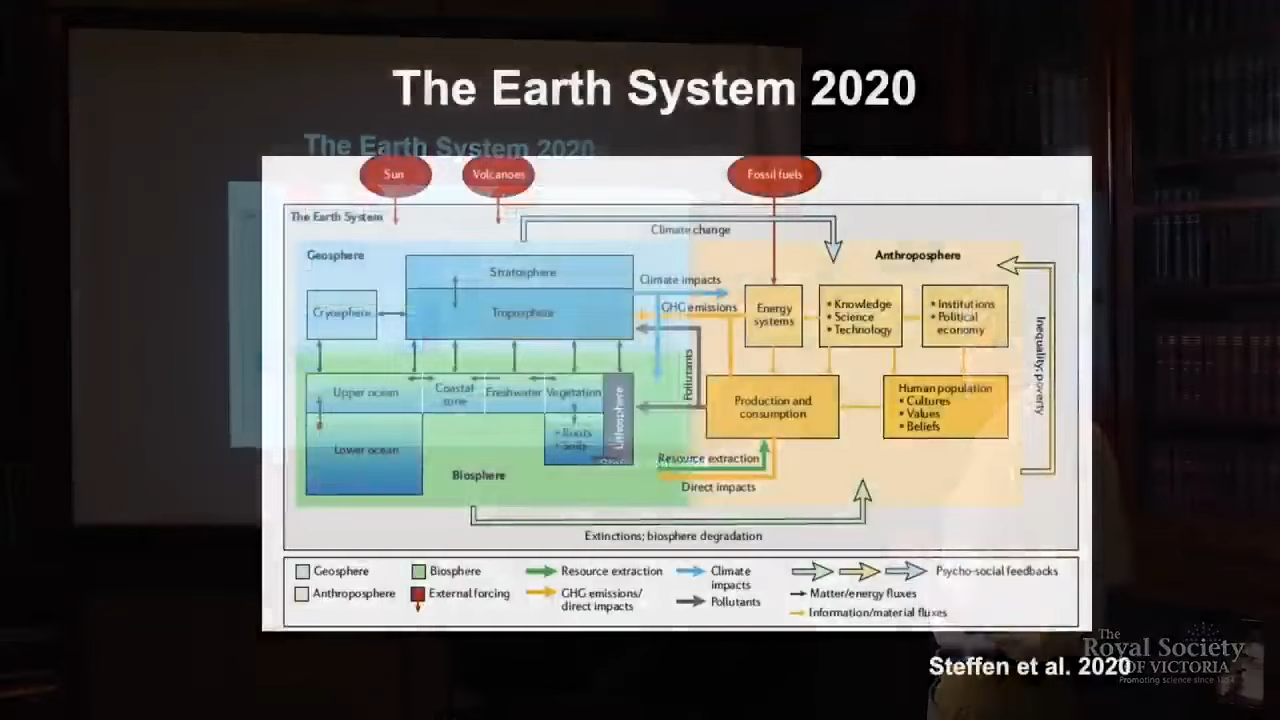 The Earth System 2020
The Earth System 2020
Sun
Volcanoes
Fossil fuels
The Earth System
Climate change
Geosphere
Anthroposphere
Stratosphere
Climate impacts
Cryosphere
Troposphere
GHG emissions
Energy
systems
• Knowledge
• Science
• Technology
• Institutions
• Political
economy
Inequality; poverty
Pollutants
Upper ocean
Coastal
zone
Freshwater
Vegetation
Lithosphere
• Roots
• Soils
Lower ocean
Production and
consumption
Human population
• Cultures
• Values
• Beliefs
Biosphere
Resource extraction
Direct impacts
Extinctions; biosphere degradation
Geosphere
Biosphere
Resource extraction
Climate
impacts
Psycho-social feedbacks
Anthroposphere
External forcing
GHG emissions/
direct impacts
Pollutants
Matter/energy fluxes
Information/material fluxes
Steffen et al. 2020
The
Royal Society
OF VICTORIA
Promoting science since 1854